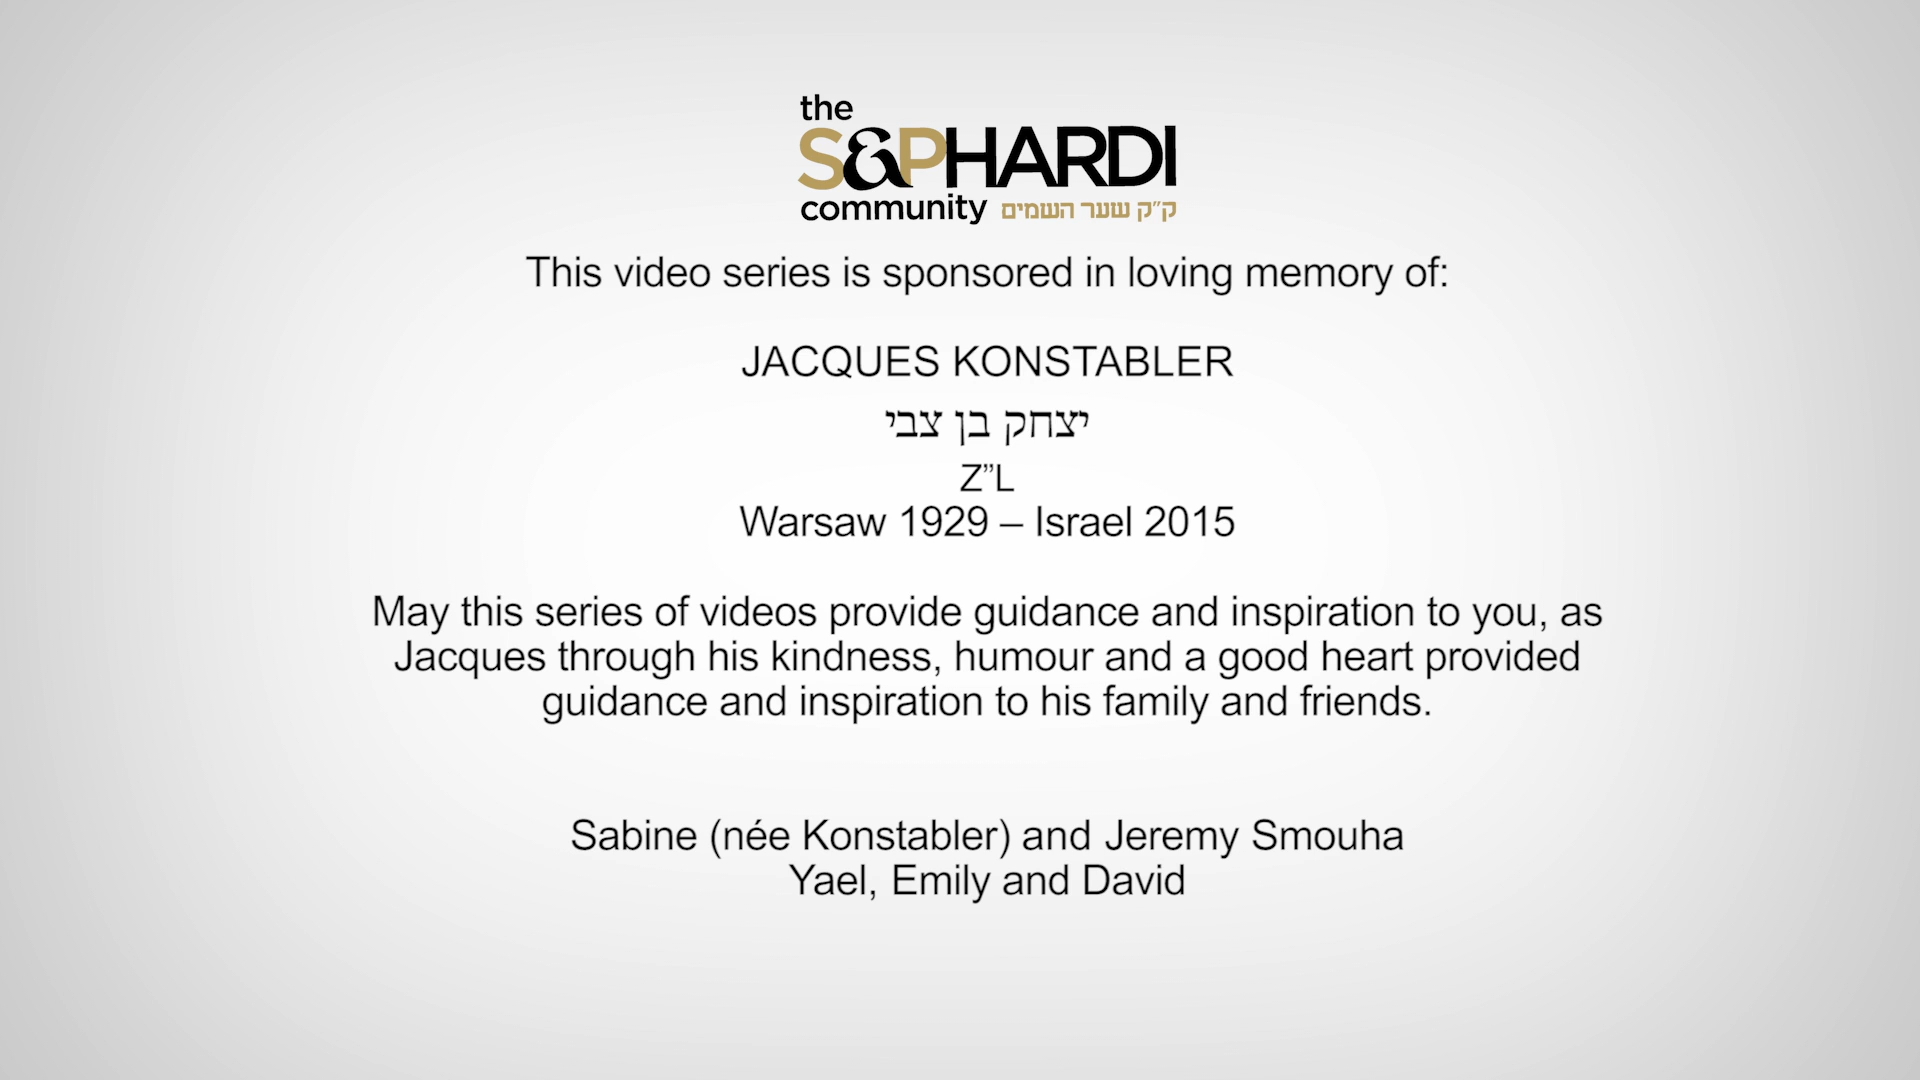 the
S&PHARDI
community ק״ק שער השמים
This video series is sponsored in loving memory of:
JACQUES KONSTABLER
יצחק בן צבי
Z”L
Warsaw 1929 – Israel 2015
May this series of videos provide guidance and inspiration to you, as
Jacques through his kindness, humour and a good heart provided
guidance and inspiration to his family and friends.
Sabine (née Konstabler) and Jeremy Smouha
Yael, Emily and David